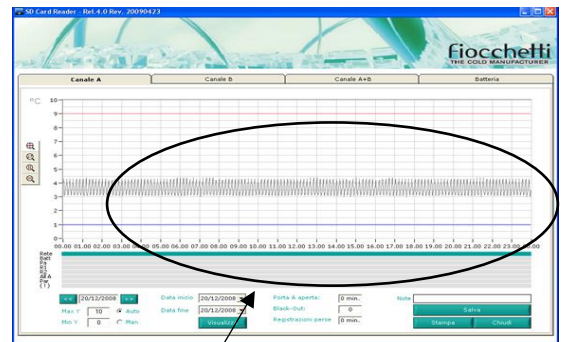 SD Card Reader - Rel.4.0 Rev. 20090423
Fiocchetti
THE COLD MANUFACTURER
Canale A Canale B Canale A+B Batteria
°C
10
9
8
7
6
5
4
3
2
1
0
00.00 01.00 02.00 03.00 04.00 05.00 06.00 07.00 08.00 09.00 10.00 11.00 12.00 13.00 14.00 15.00 16.00 17.00 18.00 19.00 20.00 21.00 22.00 23.00
Rete
Batt
Pa
All A
Par
(!)
<< 20/12/2008 >> Data inizio 20/12/2008 Porta A aperta: 0 min. Note
Max Y 10 Auto Data fine 20/12/2008 Black-Out: 0 Salva
Min Y 0 Man Visualizza Registrazioni perse 0 min. Stampa Chiudi